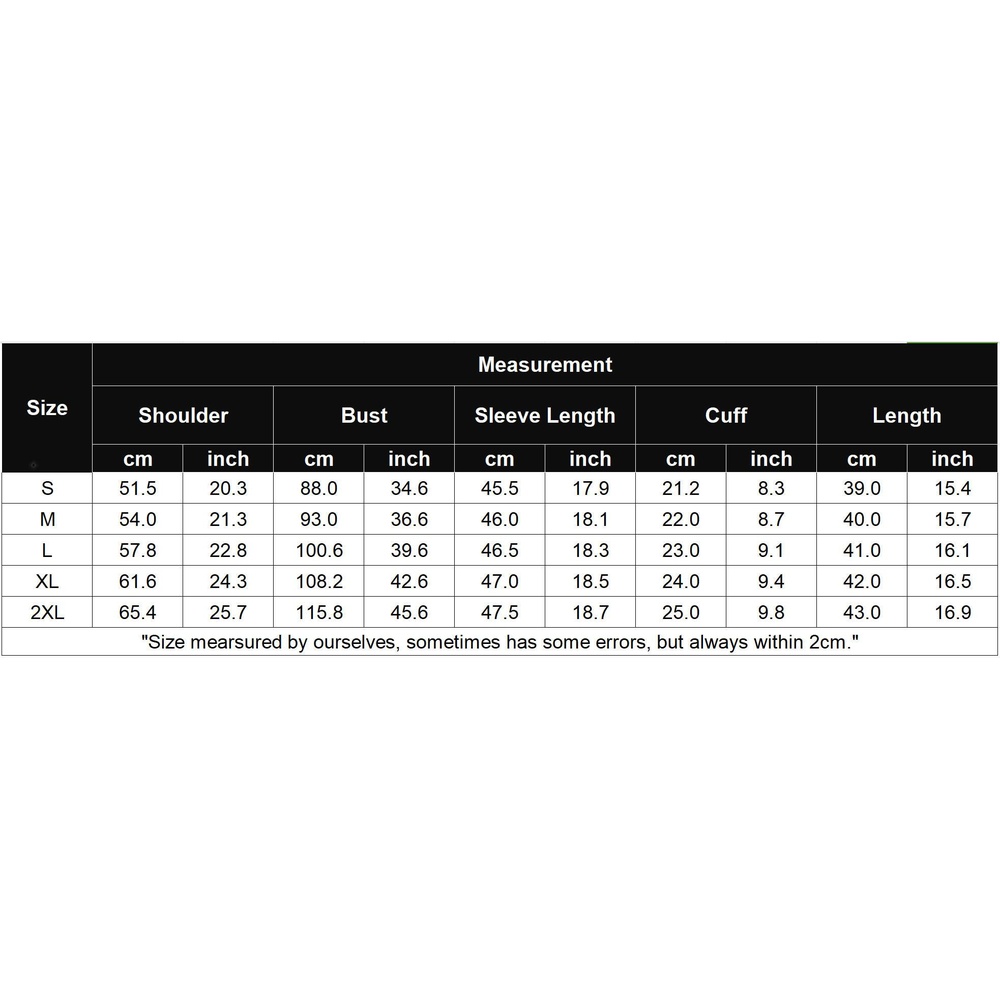 Measurement
Size
Shoulder Bust Sleeve Length Cuff Length
cm inch cm inch cm inch cm inch cm inch
S 51.5 20.3 88.0 34.6 45.5 17.9 21.2 8.3 39.0 15.4
M 54.0 21.3 93.0 36.6 46.0 18.1 22.0 8.7 40.0 15.7
L 57.8 22.8 100.6 39.6 46.5 18.3 23.0 9.1 41.0 16.1
XL 61.6 24.3 108.2 42.6 47.0 18.5 24.0 9.4 42.0 16.5
2XL 65.4 25.7 115.8 45.6 47.5 18.7 25.0 9.8 43.0 16.9
"Size mearsured by ourselves, sometimes has some errors, but always within 2cm."